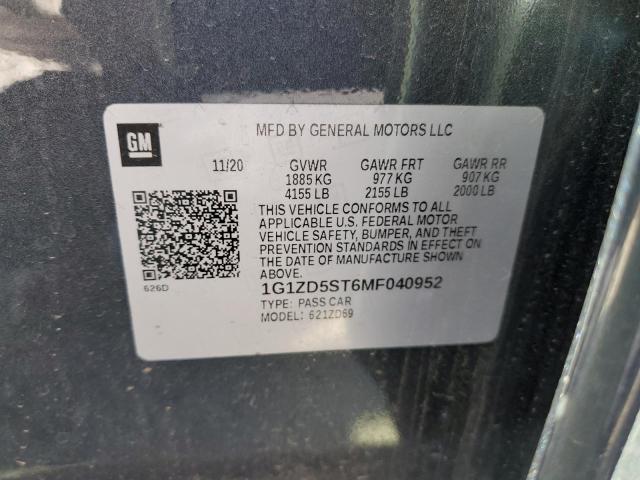 GM
MFD BY GENERAL MOTORS LLC
11/20 GVWR GAWR FRT GAWR RR
1885 KG 977 KG 907 KG
4155 LB 2155 LB 2000 LB
THIS VEHICLE CONFORMS TO ALL
APPLICABLE U.S. FEDERAL MOTOR
VEHICLE SAFETY, BUMPER, AND THEFT
PREVENTION STANDARDS IN EFFECT ON
THE DATE OF MANUFACTURE SHOWN
ABOVE.
626D
1G1ZD5ST6MF040952
TYPE: PASS CAR
MODEL: 621ZD69